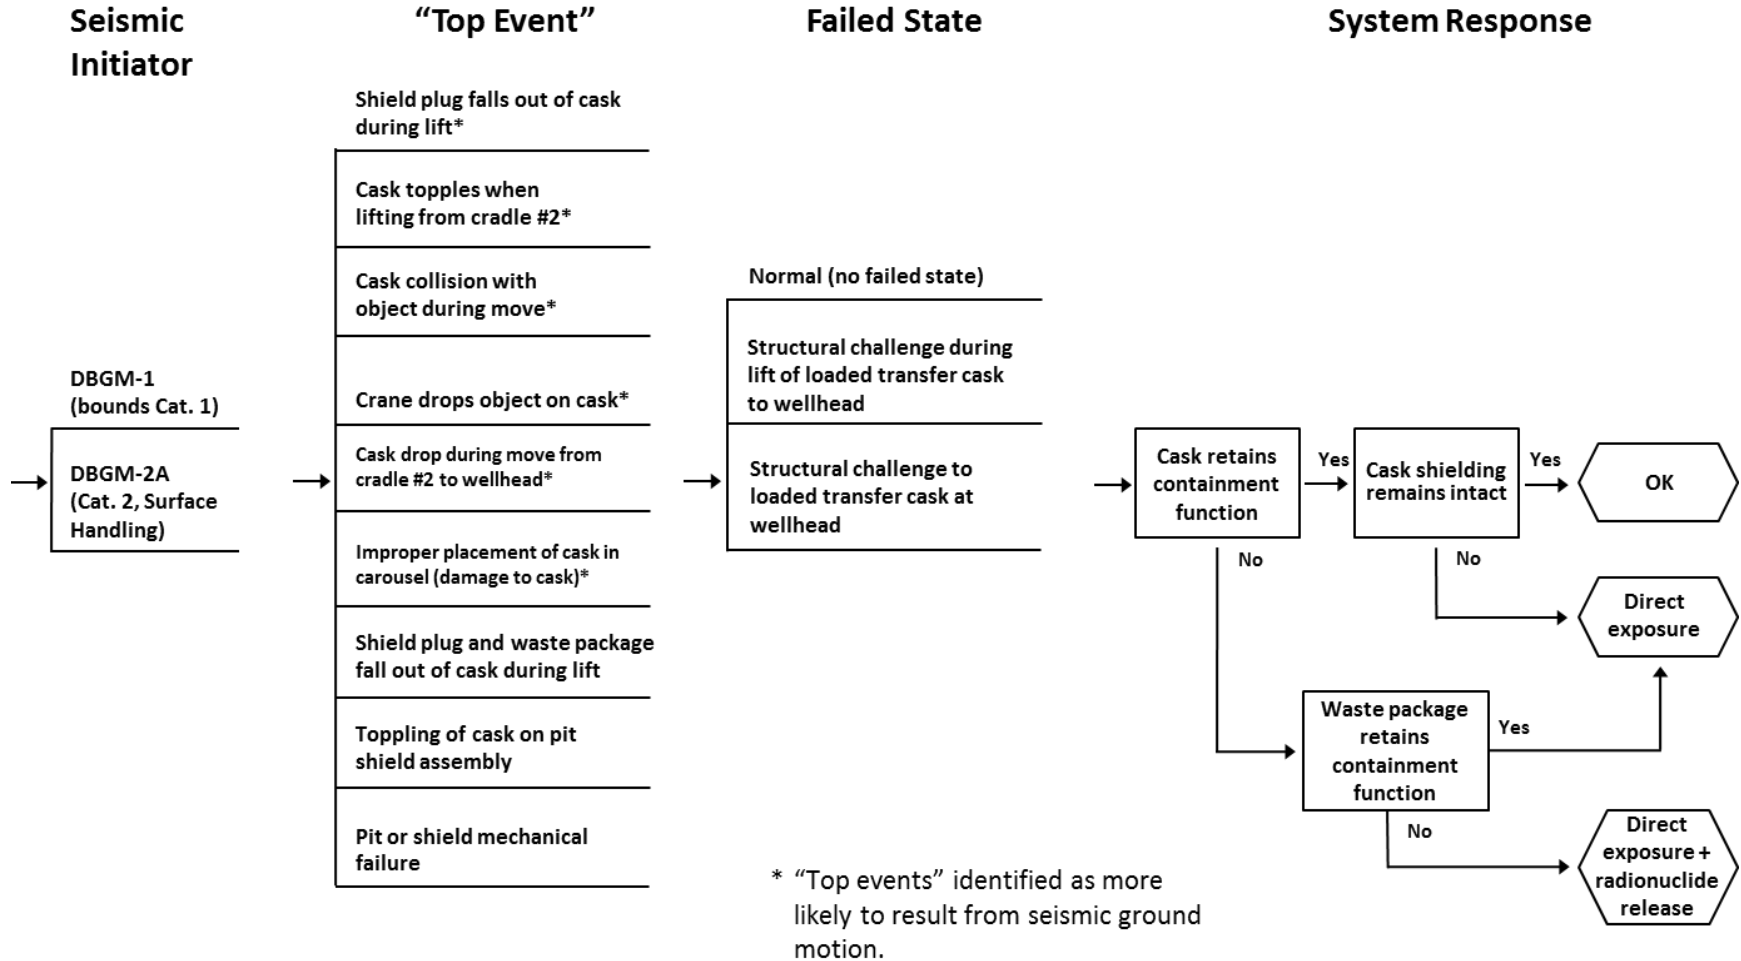 Seismic
Initiator
“Top Event”
Failed State
System Response
DBGM-1
(bounds Cat. 1)
DBGM-2A
(Cat. 2, Surface
Handling)
Shield plug falls out of cask
during lift*
Cask topples when
lifting from cradle #2*
Cask collision with
object during move*
Crane drops object on cask*
Cask drop during move from
cradle #2 to wellhead*
Improper placement of cask in
carousel (damage to cask)*
Shield plug and waste package
fall out of cask during lift
Toppling of cask on pit
shield assembly
Pit or shield mechanical
failure
Normal (no failed state)
Structural challenge during
lift of loaded transfer cask
to wellhead
Structural challenge to
loaded transfer cask at
wellhead
Cask retains
containment
function
Yes
Cask shielding
remains intact
Yes
OK
No
No
Direct
exposure
Waste package
retains
containment
function
Yes
No
Direct
exposure +
radionuclide
release
* “Top events” identified as more
likely to result from seismic ground
motion.